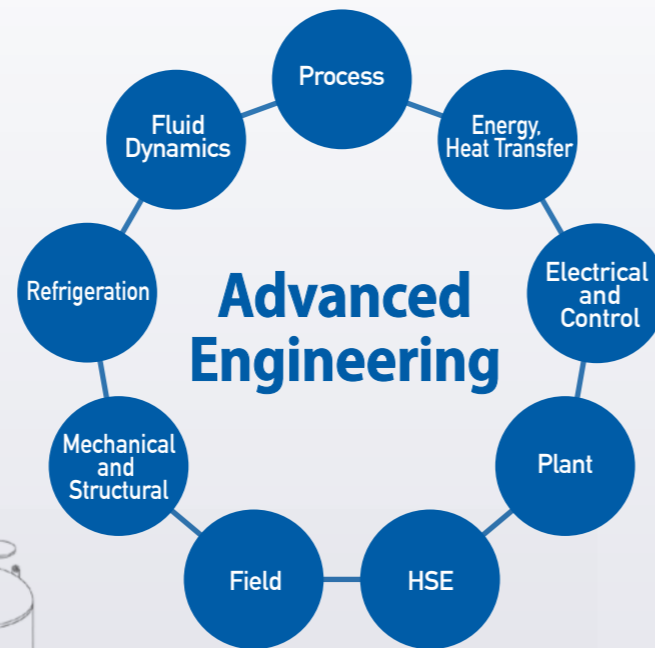 Process
Energy,
Heat Transfer
Electrical
and
Control
Plant
HSE
Field
Mechanical
and
Structural
Refrigeration
Fluid
Dynamics
Advanced
Engineering